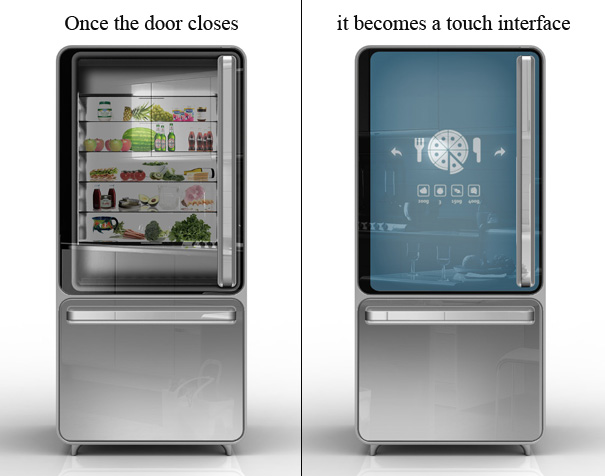 Once the door closes
it becomes a touch interface